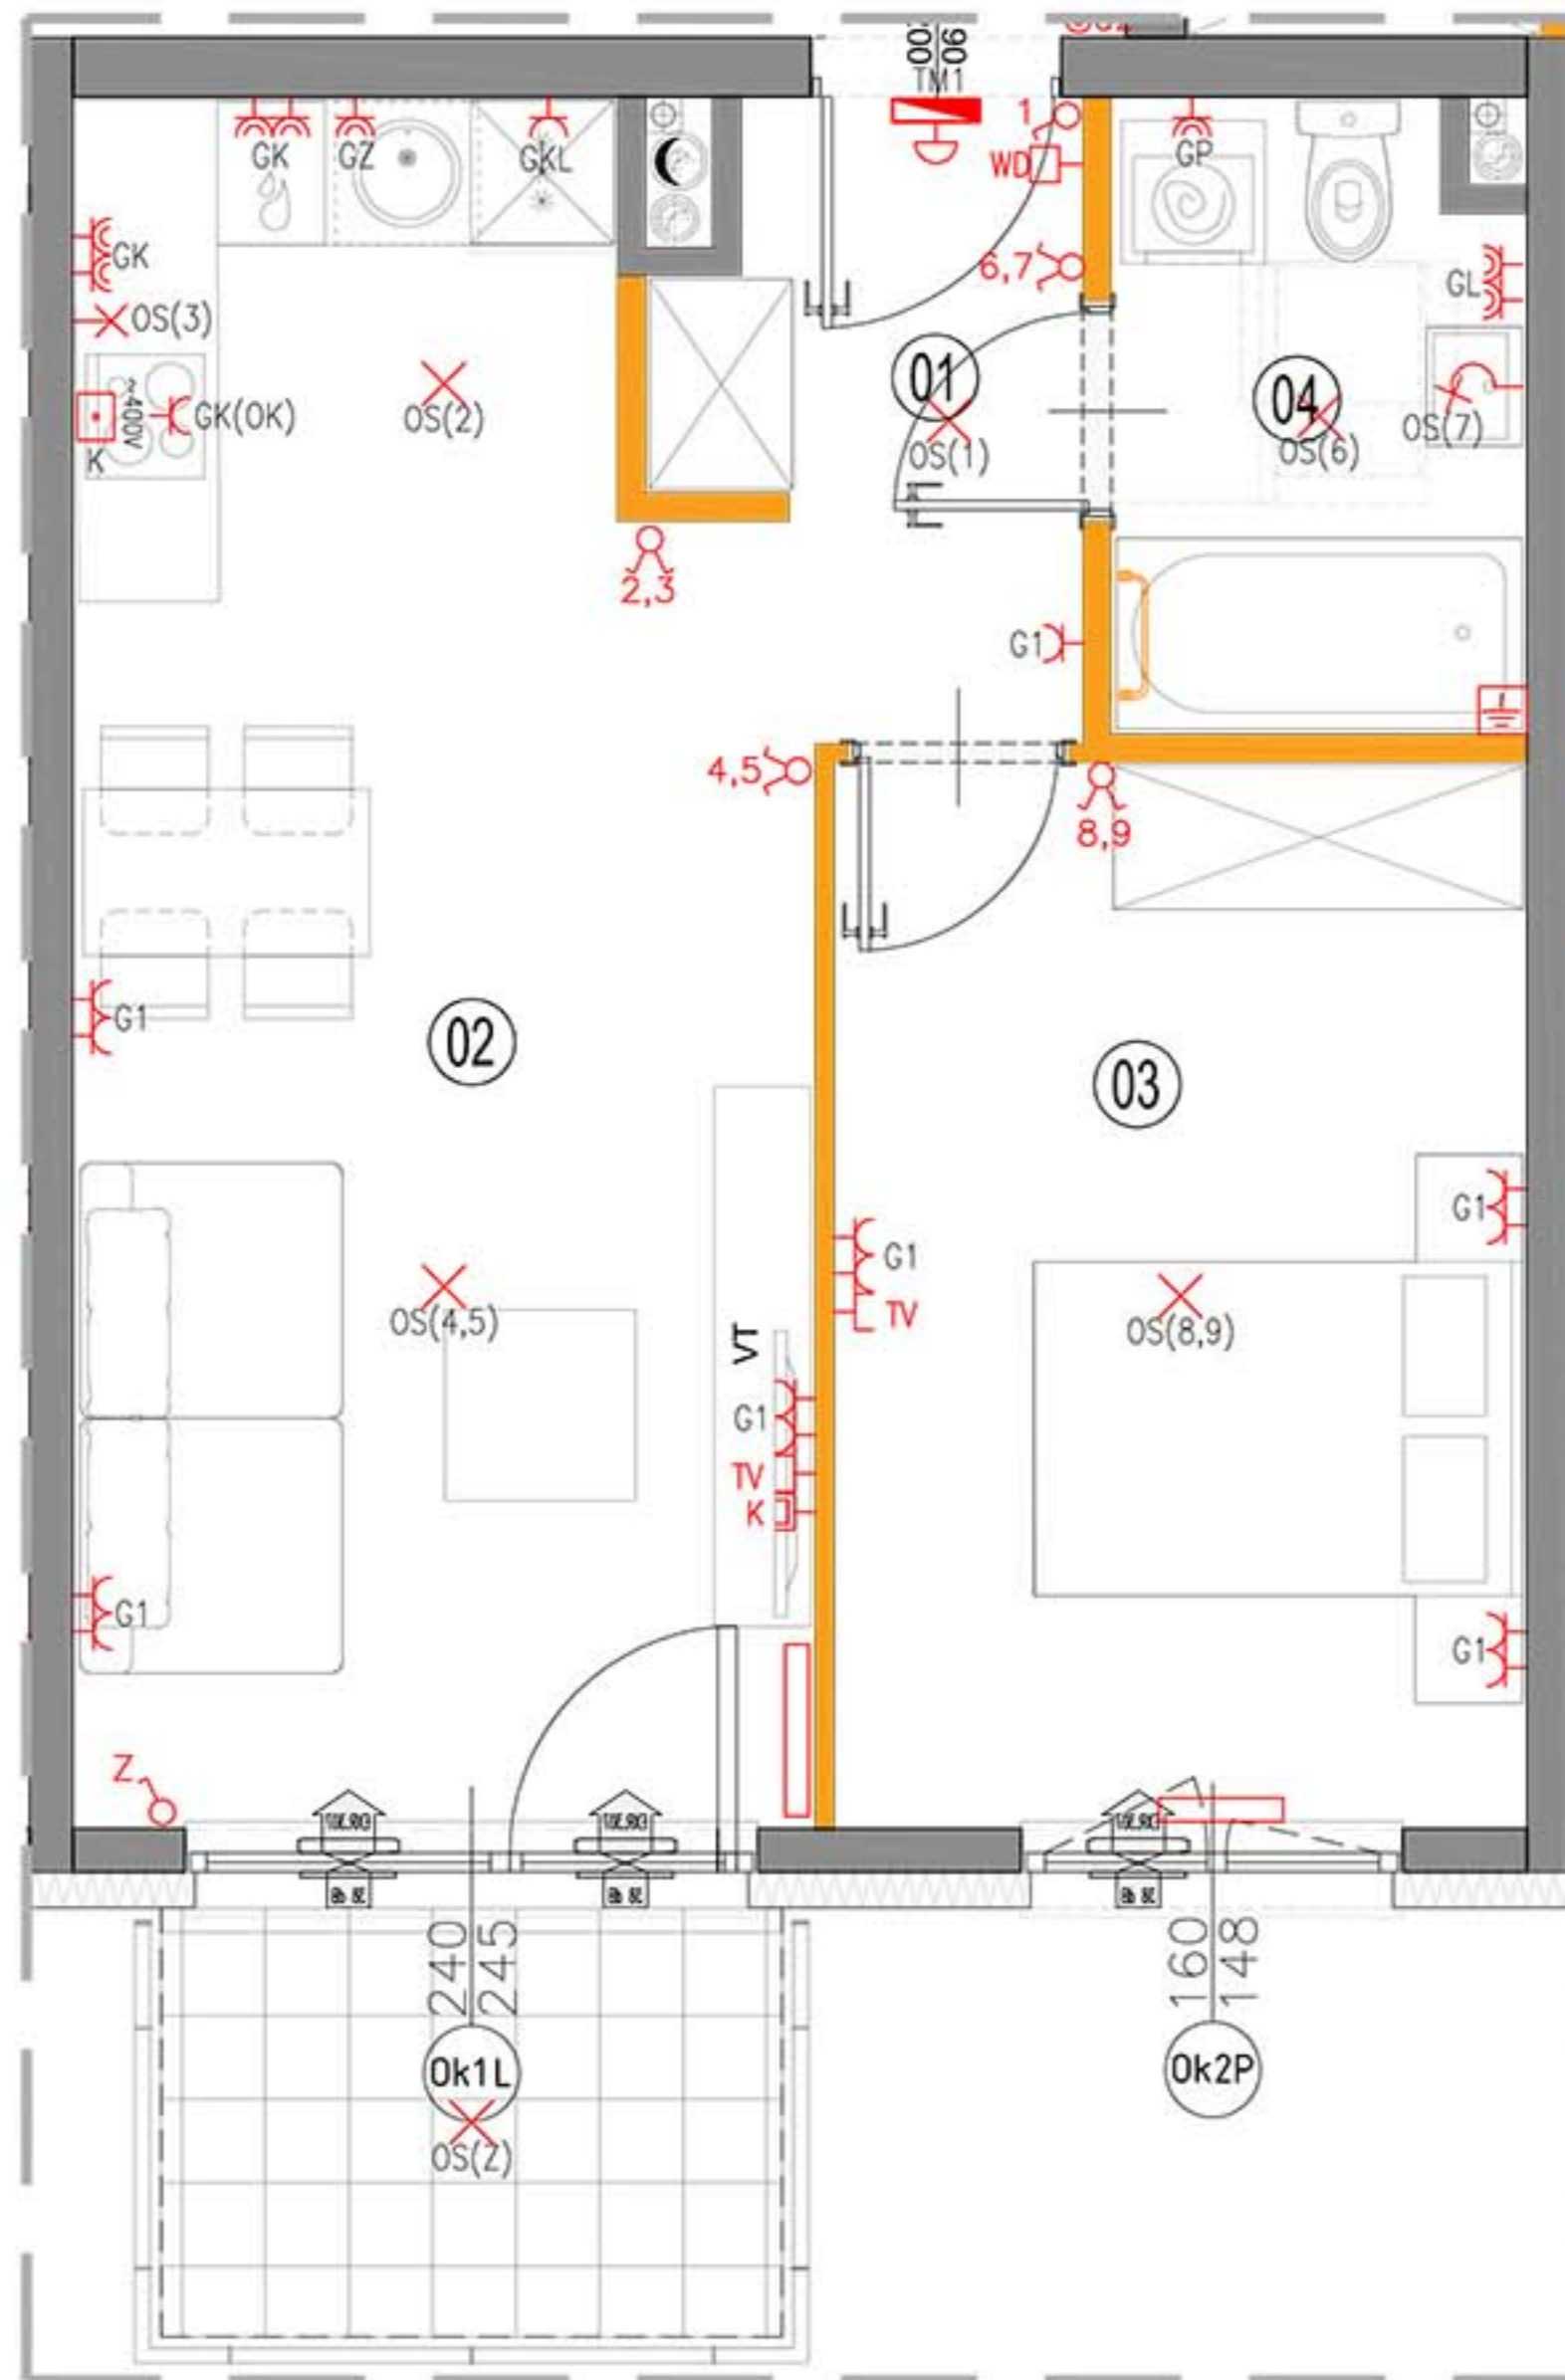 90
TM1
1
GK
GZ
GKL
WD
GP
GK
6,7
GL
OS(3)
01
04
~400V
GK(OK)
OS(2)
OS(1)
OS(6)
OS(7)
K
2,3
G1
4,5
8,9
G1
02
03
G1
G1
TV
OS(4,5)
OS(8,9)
VT
G1
TV
K
G1
G1
Z
240
245
160
148
Ok1L
Ok2P
OS(Z)